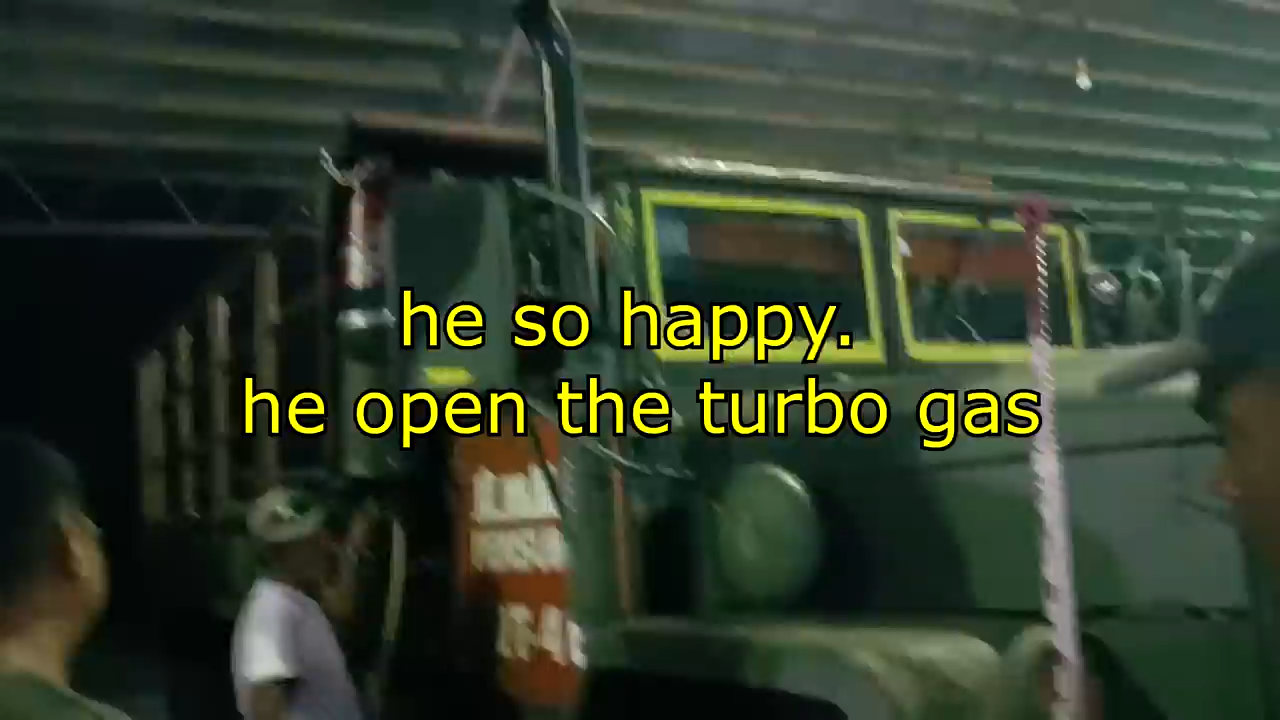 he so happy.
he open the turbo gas